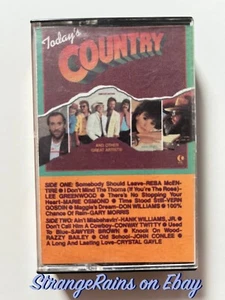 Today's
COUNTRY
AND OTHER
GREAT ARTISTS
SIDE ONE: Somebody Should Leave-REBA McEN-
TIRE • I Don't Mind The Thorns (If You're The Rose)-
LEE GREENWOOD • There's No Stopping Your
Heart-MARIE OSMOND • Time Stood Still-VERN
GOSDIN • Maggie's Dream-DON WILLIAMS • 100%
Chance Of Rain-GARY MORRIS
SIDE TWO: Ain't Misbehavin'-HANK WILLIAMS, JR. •
Don't Call Him A Cowboy-CONWAY TWITTY • Used
To Blue-SAWYER BROWN • Knock On Wood-
RAZZY BAILEY • Old School-JOHN CONLEE •
A Long And Lasting Love-CRYSTAL GAYLE
StrangeRains on Ebay